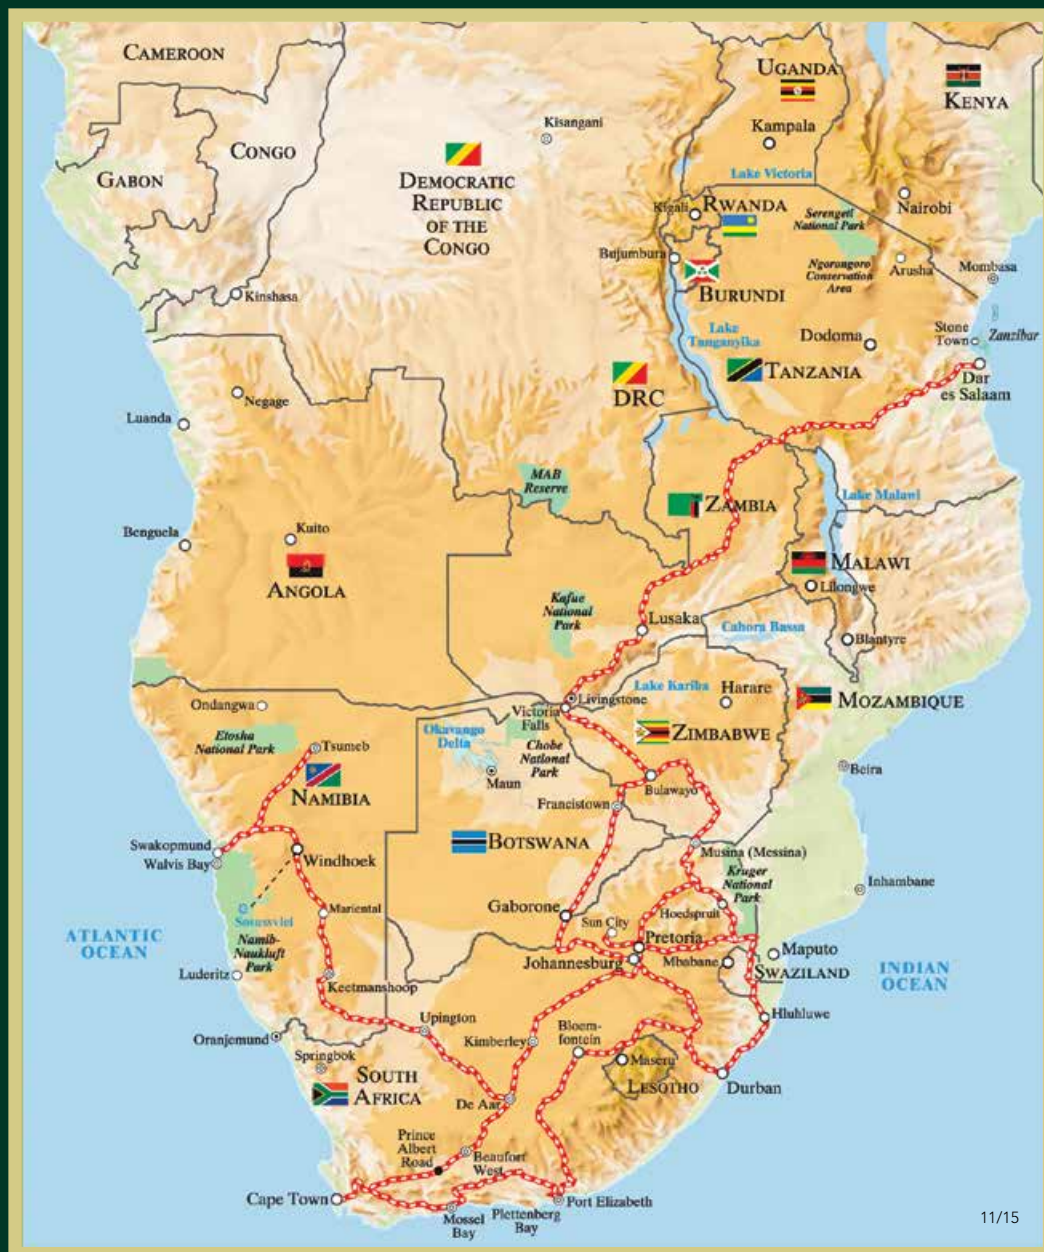 CAMEROON
UGANDA
KENYA
Kisangani
Kampala
CONGO
GABON
DEMOCRATIC
REPUBLIC
OF THE
CONGO
Lake Victoria
Kigali
RWANDA
Serengeti
National Park
Nairobi
Bujumbura
Ngorongoro
Conservation
Area
Arusha
Mombasa
BURUNDI
Kinshasa
Lake
Tanganyika
Dodoma
Stone
Town
Zanzibar
TANZANIA
Dar
es Salaam
DRC
Negage
Luanda
MAB
Reserve
ZAMBIA
Lake Malawi
Benguela
Kuito
ANGOLA
MALAWI
Lilongwe
Kafue
National
Park
Lusaka
Cahora Bassa
Blantyre
Livingstone
Lake Kariba
Harare
MOZAMBIQUE
Ondangwa
Victoria
Falls
Etosha
National Park
Tsumeb
Okavango
Delta
ZIMBABWE
Chobe
National
Park
Maun
Beira
NAMIBIA
Bulawayo
Francistown
BOTSWANA
Swakopmund
Walvis Bay
Windhoek
Musina (Messina)
Kruger
National
Park
Inhambane
Gaborone
Sun City
Hoedspruit
Mariental
Sossusvlei
Namib-
Naukluft
Park
ATLANTIC
OCEAN
Pretoria
Johannesburg
Mbabane
Maputo
SWAZILAND
INDIAN
OCEAN
Luderitz
Keetmanshoop
Upington
Kimberley
Bloem-
fontein
Hluhluwe
Oranjemund
Springbok
Maseru
LESOTHO
Durban
SOUTH
AFRICA
De Aar
Prince
Albert
Road
Beaufort
West
Cape Town
Mossel
Bay
Plettenberg
Bay
Port Elizabeth
11/15